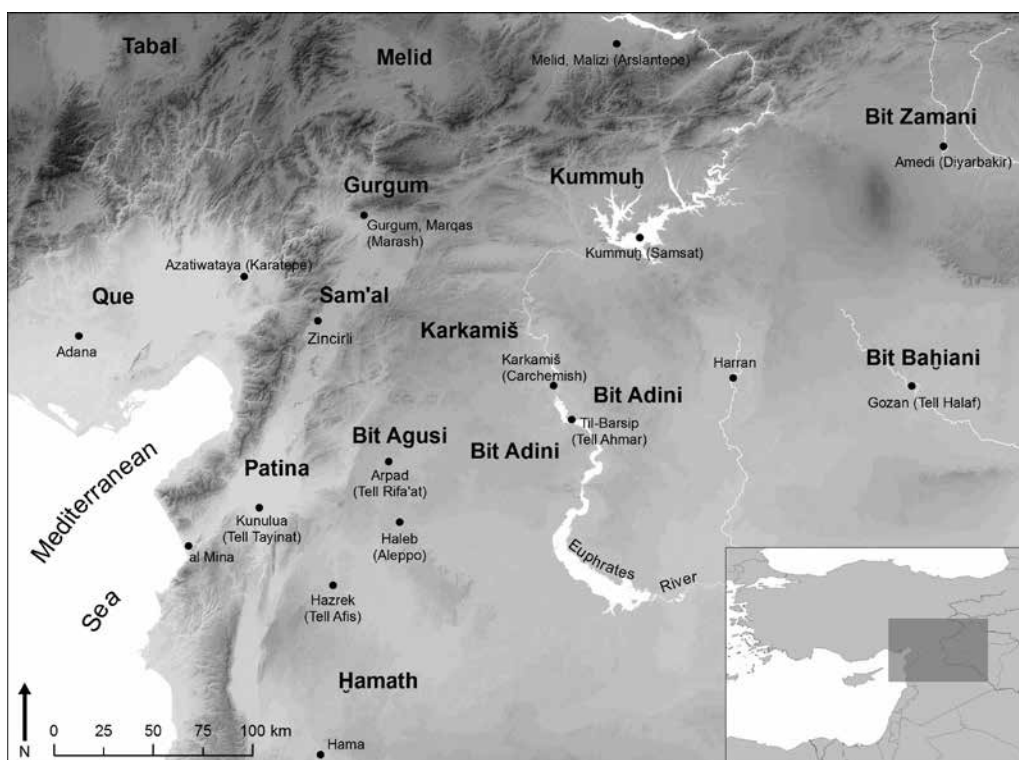 Tabal
Melid
Melid, Malizi (Arslantepe)
Bit Zamani
Amedi (Diyarbakir)
Gurgum
Gurgum, Marqas
(Marash)
Kummuḫ
Kummuḫ (Samsat)
Azatiwataya (Karatepe)
Que
Adana
Sam'al
Zincirli
Karkamiš
Karkamiš
(Carchemish)
Harran
Bit Baḫiani
Gozan (Tell Halaf)
Bit Adini
Til-Barsip
(Tell Ahmar)
Bit Adini
Bit Agusi
Arpad
(Tell Rifa'at)
Patina
Kunulua
(Tell Tayinat)
Haleb
(Aleppo)
al Mina
Mediterranean
Sea
Euphrates
River
Hazrek
(Tell Afis)
Ḫamath
Hama
N
0 25 50 75 100 km